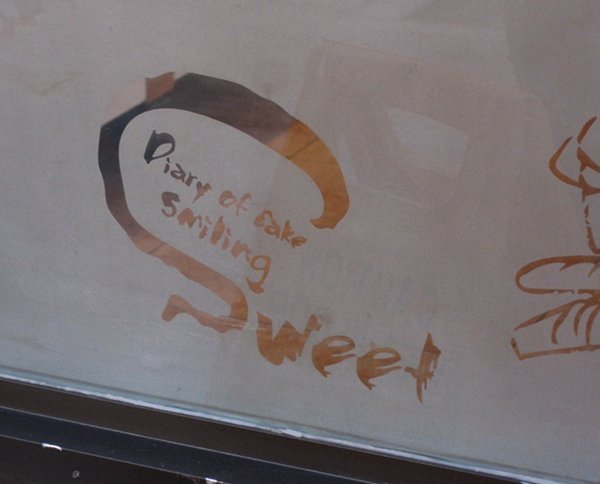 Diary of Cake
Smiling
Sweet